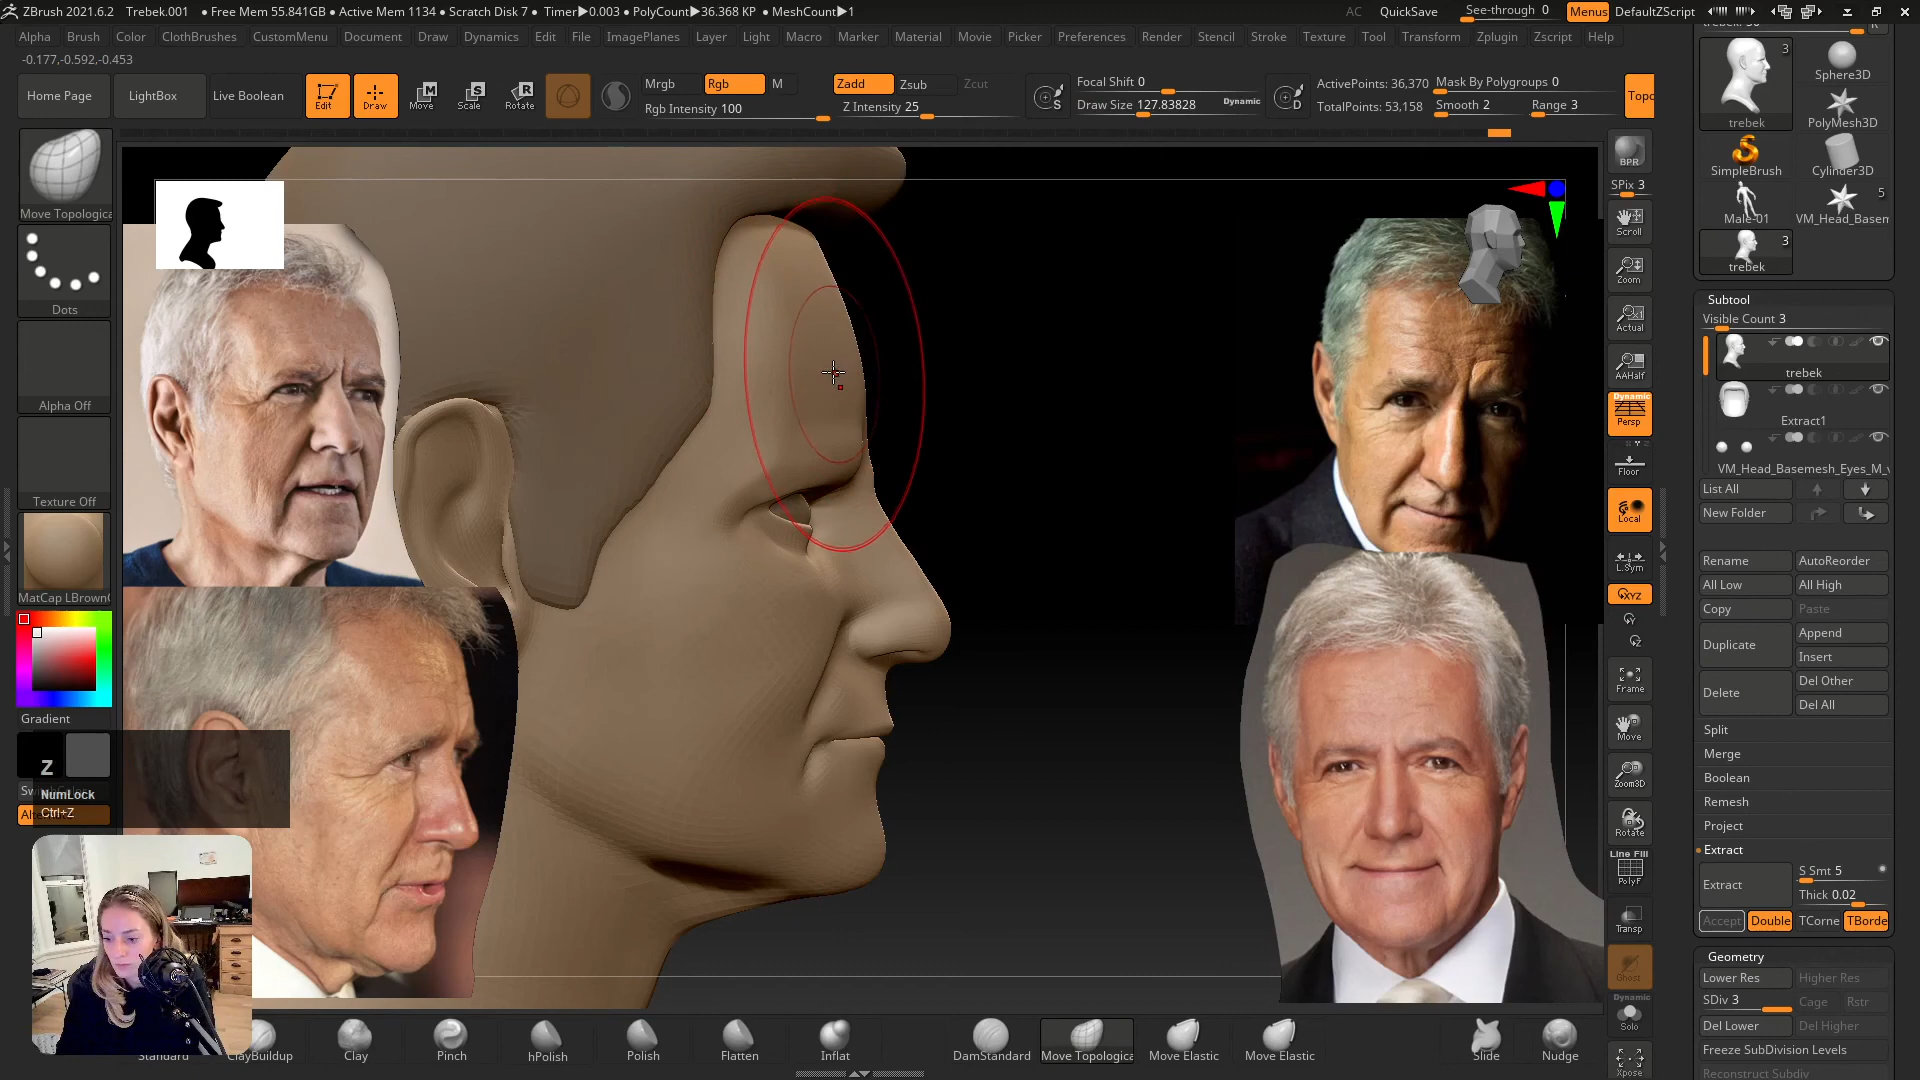 ZBrush 2021.6.2 Trebek.001 ● Free Mem 55.841GB ● Active Mem 1134 ● Scratch Disk 7 ● Timer▶0.003 ● PolyCount▶36.368 KP ● MeshCount▶1
AC QuickSave See-through 0 Menus DefaultZScript
Alpha Brush Color ClothBrushes CustomMenu Document Draw Dynamics Edit File ImagePlanes Layer Light Macro Marker Material Movie Picker Preferences Render Stencil Stroke Texture Tool Transform Zplugin Zscript Help
-0.177,-0.592,-0.453
Home Page LightBox Live Boolean Edit Draw Move Scale Rotate
Mrgb Rgb M Zadd Zsub Zcut
Rgb Intensity 100 Z Intensity 25
Focal Shift 0
Draw Size 127.83828 Dynamic
ActivePoints: 36,370 Mask By Polygroups 0
TotalPoints: 53,158 Smooth 2 Range 3
Topo
Move Topologica
Dots
Alpha Off
Texture Off
MatCap LBrown
Gradient
Z
NumLock
Ctrl+Z
Standard ClayBuildup Clay Pinch hPolish Polish Flatten Inflat DamStandard Move Topologica Move Elastic Move Elastic Slide Nudge
BPR
SPix 3
Scroll
Zoom
Actual
AAHalf
Dynamic
Persp
Floor
Local
L.Sym
XYZ
Frame
Move
Zoom3D
Rotate
Line Fill
PolyF
Transp
Ghost
Dynamic
Solo
Xpose
3
trebek
Sphere3D
PolyMesh3D
SimpleBrush
Cylinder3D
Male-01
5
VM_Head_Basem
3
trebek
Subtool
Visible Count 3
trebek
Extract1
VM_Head_Basemesh_Eyes_M_v
List All
New Folder
Rename AutoReorder
All Low All High
Copy Paste
Duplicate Append
Insert
Delete Del Other
Del All
Split
Merge
Boolean
Remesh
Project
Extract
Extract S Smt 5
Thick 0.02
Accept Double TCorne TBorde
Geometry
Lower Res Higher Res
SDiv 3 Cage Rstr
Del Lower Del Higher
Freeze SubDivision Levels
Reconstruct Subdiv